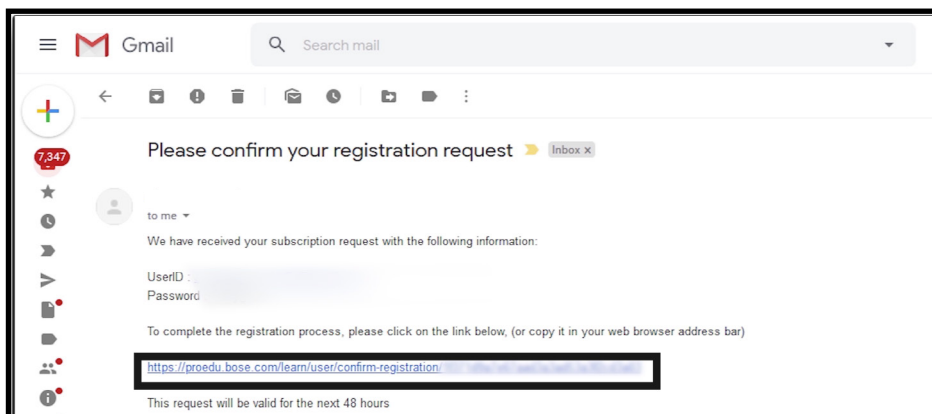 Gmail
Search mail
Please confirm your registration request
Inbox x
7,347
to me
We have received your subscription request with the following information:
UserID :
Password
To complete the registration process, please click on the link below, (or copy it in your web browser address bar)
https://proedu.bose.com/learn/user/confirm-registration/
This request will be valid for the next 48 hours